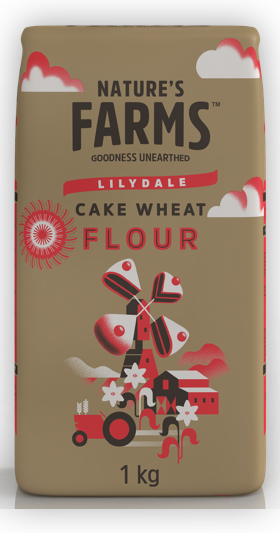 NATURE'S
FARMS™
GOODNESS UNEARTHED
LILYDALE
CAKE WHEAT
FLOUR
1 kg